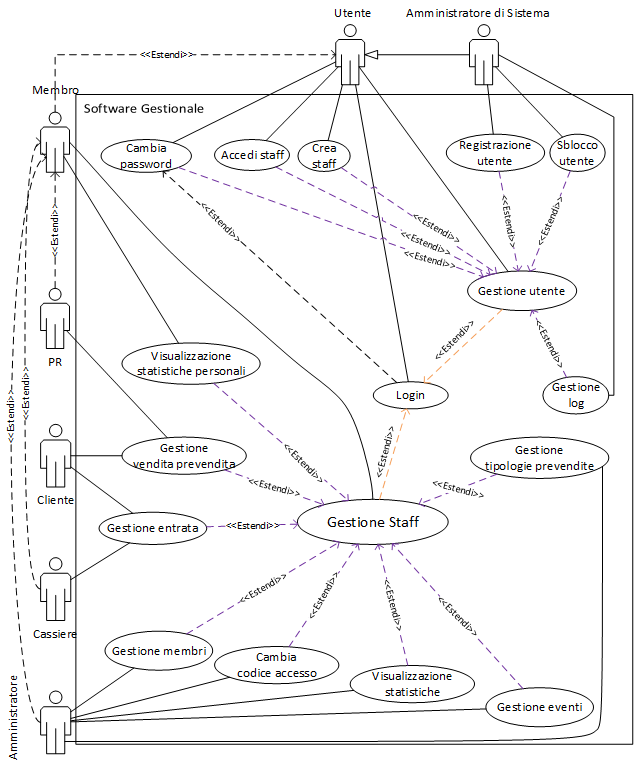 Utente
Amministratore di Sistema
<<Estendi>>
Membro
Software Gestionale
Cambia
password
Accedi staff
Crea
staff
Registrazione
utente
Sblocco
utente
<<Estendi>>
<<Estendi>>
<<Estendi>>
<<Estendi>>
<<Estendi>>
<<Estendi>>
<<Estendi>>
<<Estendi>>
Gestione utente
PR
Visualizzazione
statistiche personali
<<Estendi>>
<<Estendi>>
Login
Gestione
log
<<Estendi>>
<<Estendi>>
Cliente
Gestione
vendita prevendita
<<Estendi>>
<<Estendi>>
<<Estendi>>
Gestione
tipologie prevendite
<<Estendi>>
<<Estendi>>
Gestione entrata
<<Estendi>>
Gestione Staff
Cassiere
<<Estendi>>
<<Estendi>>
<<Estendi>>
<<Estendi>>
Gestione membri
Cambia
codice accesso
Visualizzazione
statistiche
Gestione eventi
Amministratore